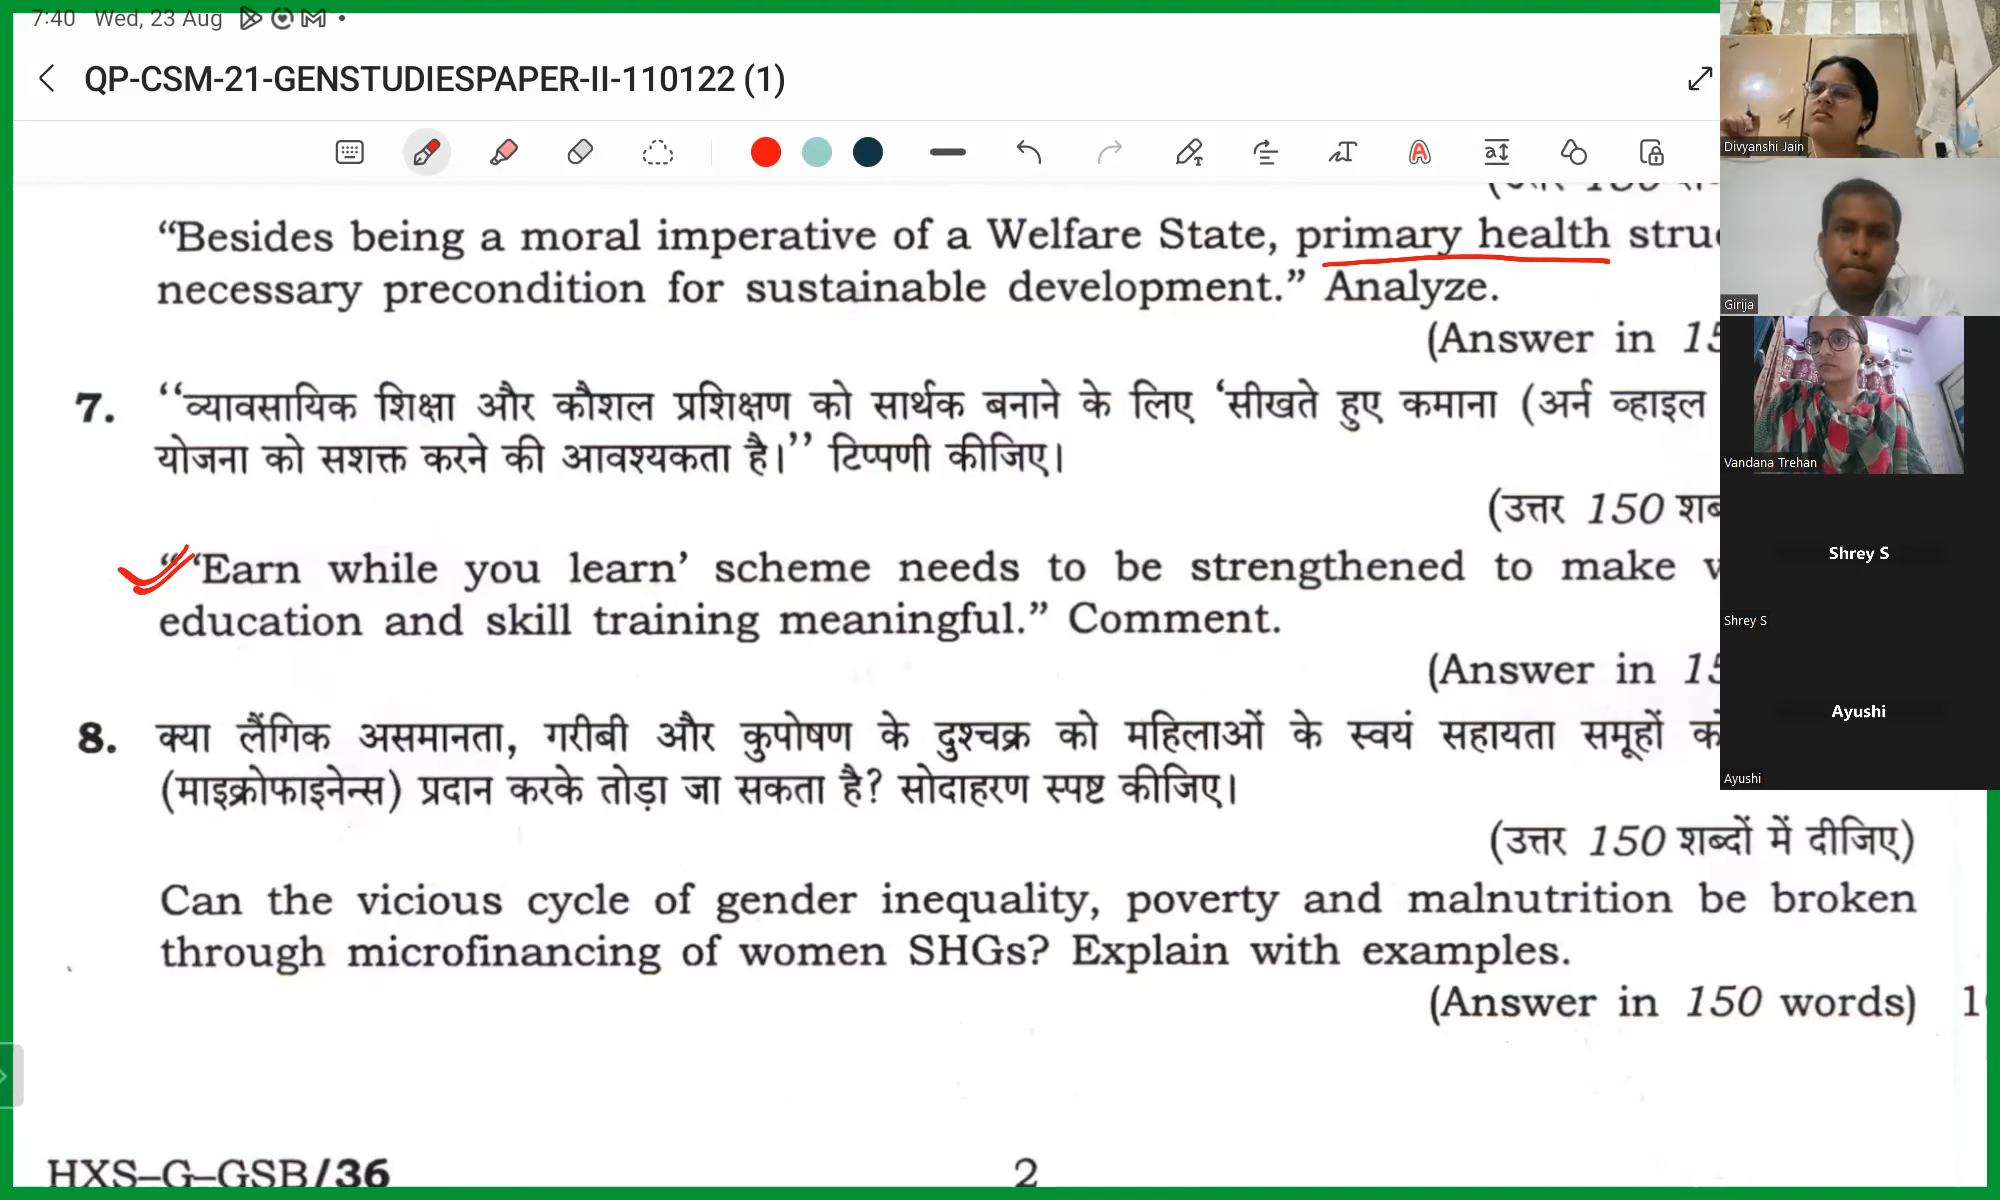 7:40 Wed, 23 Aug
QP-CSM-21-GENSTUDIESPAPER-II-110122 (1)
“Besides being a moral imperative of a Welfare State, primary health
necessary precondition for sustainable development.” Analyze.
(Answer in
7. “व्यावसायिक शिक्षा और कौशल प्रशिक्षण को सार्थक बनाने के लिए ‘सीखते हुए कमाना (अर्न व्हाइल
योजना को सशक्त करने की आवश्यकता है।” टिप्पणी कीजिए।
(उत्तर 150
“‘Earn while you learn’ scheme needs to be strengthened to make
education and skill training meaningful.” Comment.
(Answer in
8. क्या लैंगिक असमानता, गरीबी और कुपोषण के दुश्चक्र को महिलाओं के स्वयं सहायता समूहों
(माइक्रोफाइनेन्स) प्रदान करके तोड़ा जा सकता है? सोदाहरण स्पष्ट कीजिए।
(उत्तर 150 शब्दों में दीजिए)
Can the vicious cycle of gender inequality, poverty and malnutrition be broken
through microfinancing of women SHGs? Explain with examples.
(Answer in 150 words)
HXS–G–GSB/36
2
Divyanshi Jain
Girija
Vandana Trehan
Shrey S
Shrey S
Ayushi
Ayushi